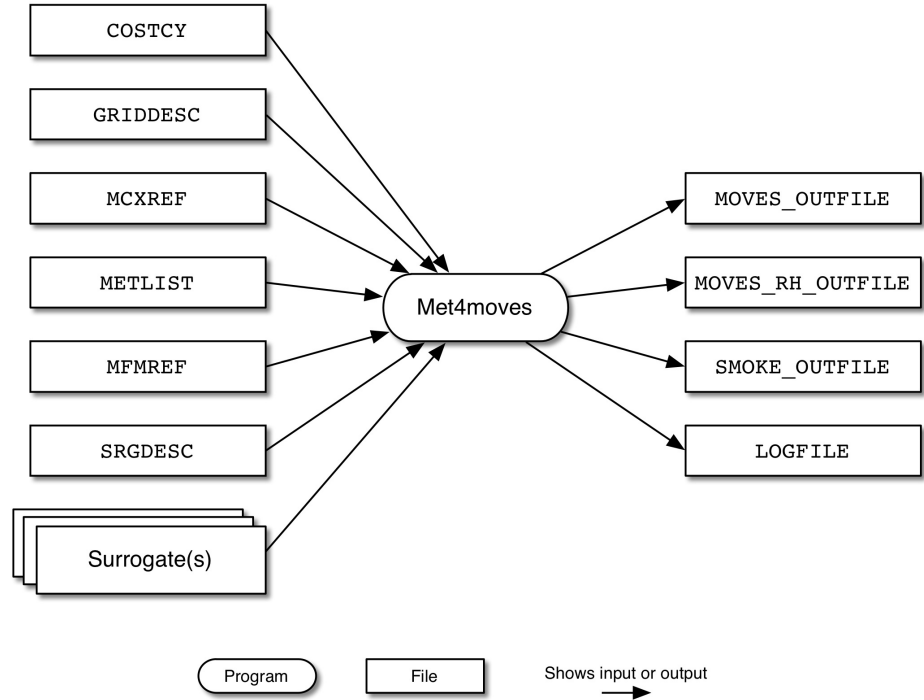 COSTCY
GRIDDESC
MCXREF
METLIST
MFMREF
SRGDESC
Surrogate(s)
Met4moves
MOVES_OUTFILE
MOVES_RH_OUTFILE
SMOKE_OUTFILE
LOGFILE
Program
File
Shows input or output